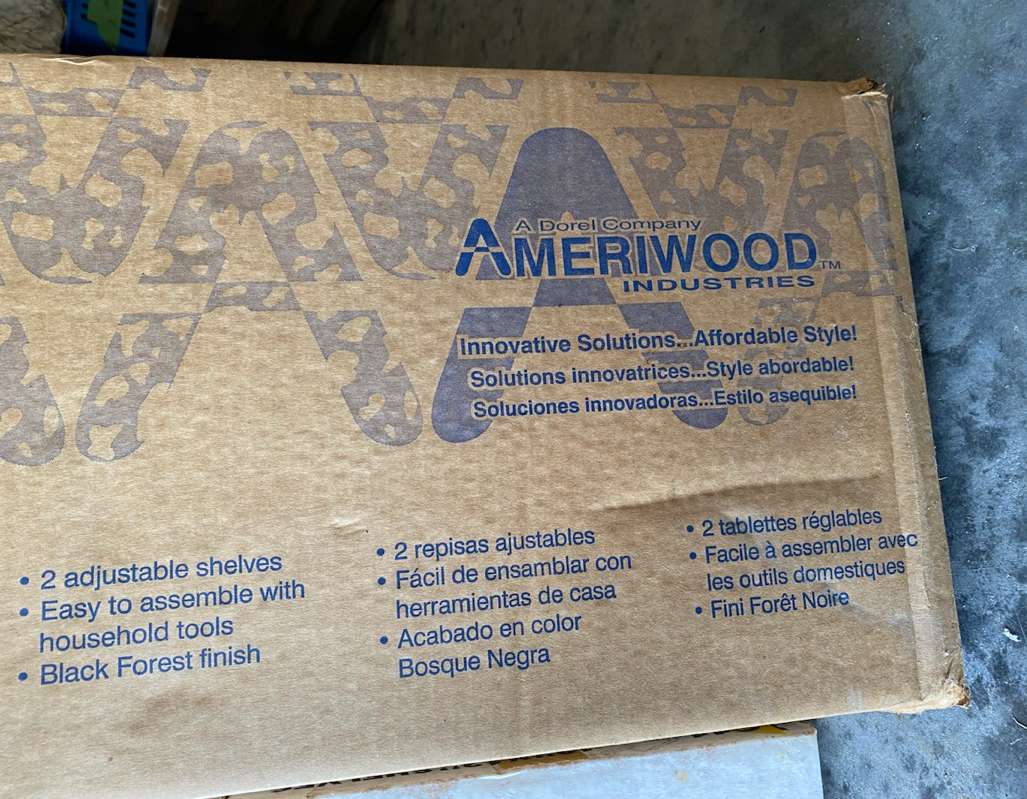 A Dorel Company
AMERIWOOD™
INDUSTRIES
Innovative Solutions...Affordable Style!
Solutions innovatrices...Style abordable!
Soluciones innovadoras...Estilo asequible!
• 2 adjustable shelves
• Easy to assemble with
household tools
• Black Forest finish
• 2 repisas ajustables
• Fácil de ensamblar con
herramientas de casa
• Acabado en color
Bosque Negra
• 2 tablettes réglables
• Facile à assembler avec
les outils domestiques
• Fini Forêt Noire